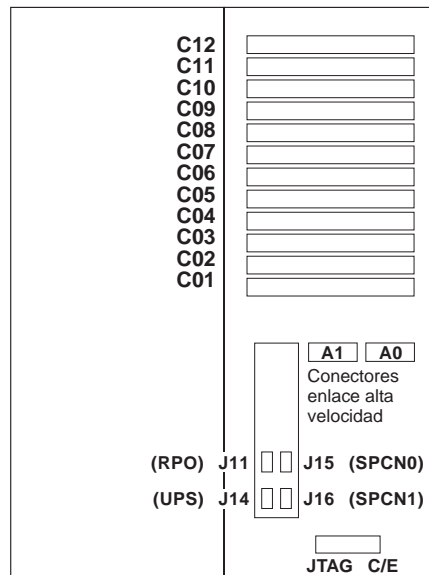 C12
C11
C10
C09
C08
C07
C06
C05
C04
C03
C02
C01
A1 A0
Conectores
enlace alta
velocidad
(RPO) J11 J15 (SPCN0)
(UPS) J14 J16 (SPCN1)
JTAG C/E